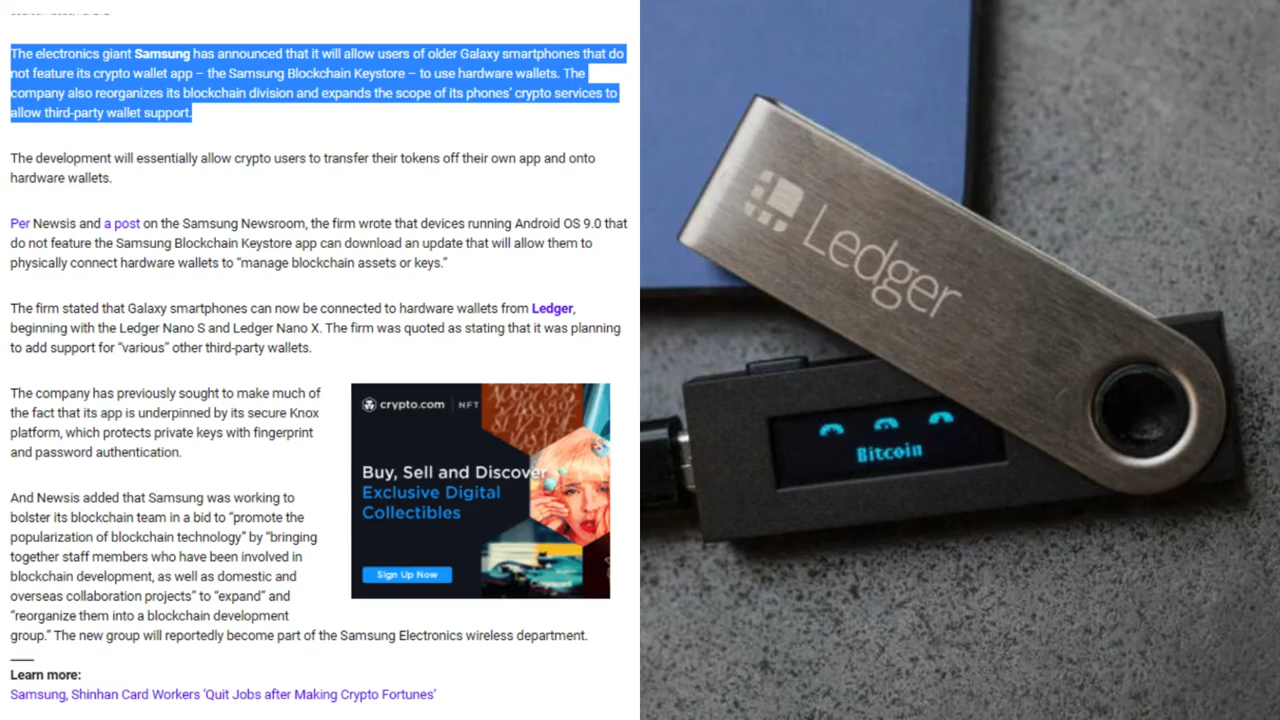 The electronics giant Samsung has announced that it will allow users of older Galaxy smartphones that do
not feature its crypto wallet app – the Samsung Blockchain Keystore – to use hardware wallets. The
company also reorganizes its blockchain division and expands the scope of its phones' crypto services to
allow third-party wallet support.
The development will essentially allow crypto users to transfer their tokens off their own app and onto
hardware wallets.
Per Newsis and a post on the Samsung Newsroom, the firm wrote that devices running Android OS 9.0 that
do not feature the Samsung Blockchain Keystore app can download an update that will allow them to
physically connect hardware wallets to “manage blockchain assets or keys.”
The firm stated that Galaxy smartphones can now be connected to hardware wallets from Ledger,
beginning with the Ledger Nano S and Ledger Nano X. The firm was quoted as stating that it was planning
to add support for “various” other third-party wallets.
The company has previously sought to make much of
the fact that its app is underpinned by its secure Knox
platform, which protects private keys with fingerprint
and password authentication.
And Newsis added that Samsung was working to
bolster its blockchain team in a bid to “promote the
popularization of blockchain technology” by “bringing
together staff members who have been involved in
blockchain development, as well as domestic and
overseas collaboration projects” to “expand” and
“reorganize them into a blockchain development
group.” The new group will reportedly become part of the Samsung Electronics wireless department.
Learn more:
Samsung, Shinhan Card Workers ‘Quit Jobs after Making Crypto Fortunes’
crypto.com | NFT
Buy, Sell and Discover
Exclusive Digital
Collectibles
Sign Up Now
Ledger
Bitcoin